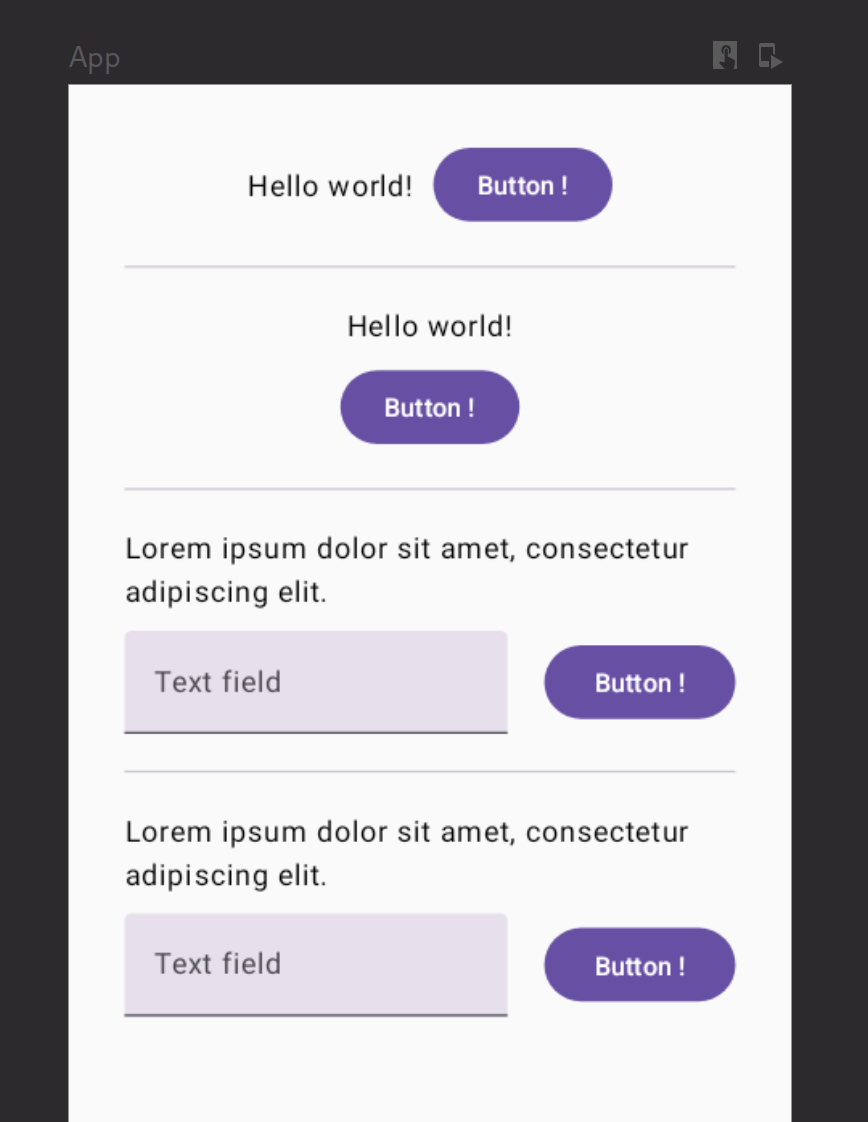 App
Hello world! Button !
Hello world!
Button !
Lorem ipsum dolor sit amet, consectetur
adipiscing elit.
Text field Button !
Lorem ipsum dolor sit amet, consectetur
adipiscing elit.
Text field Button !